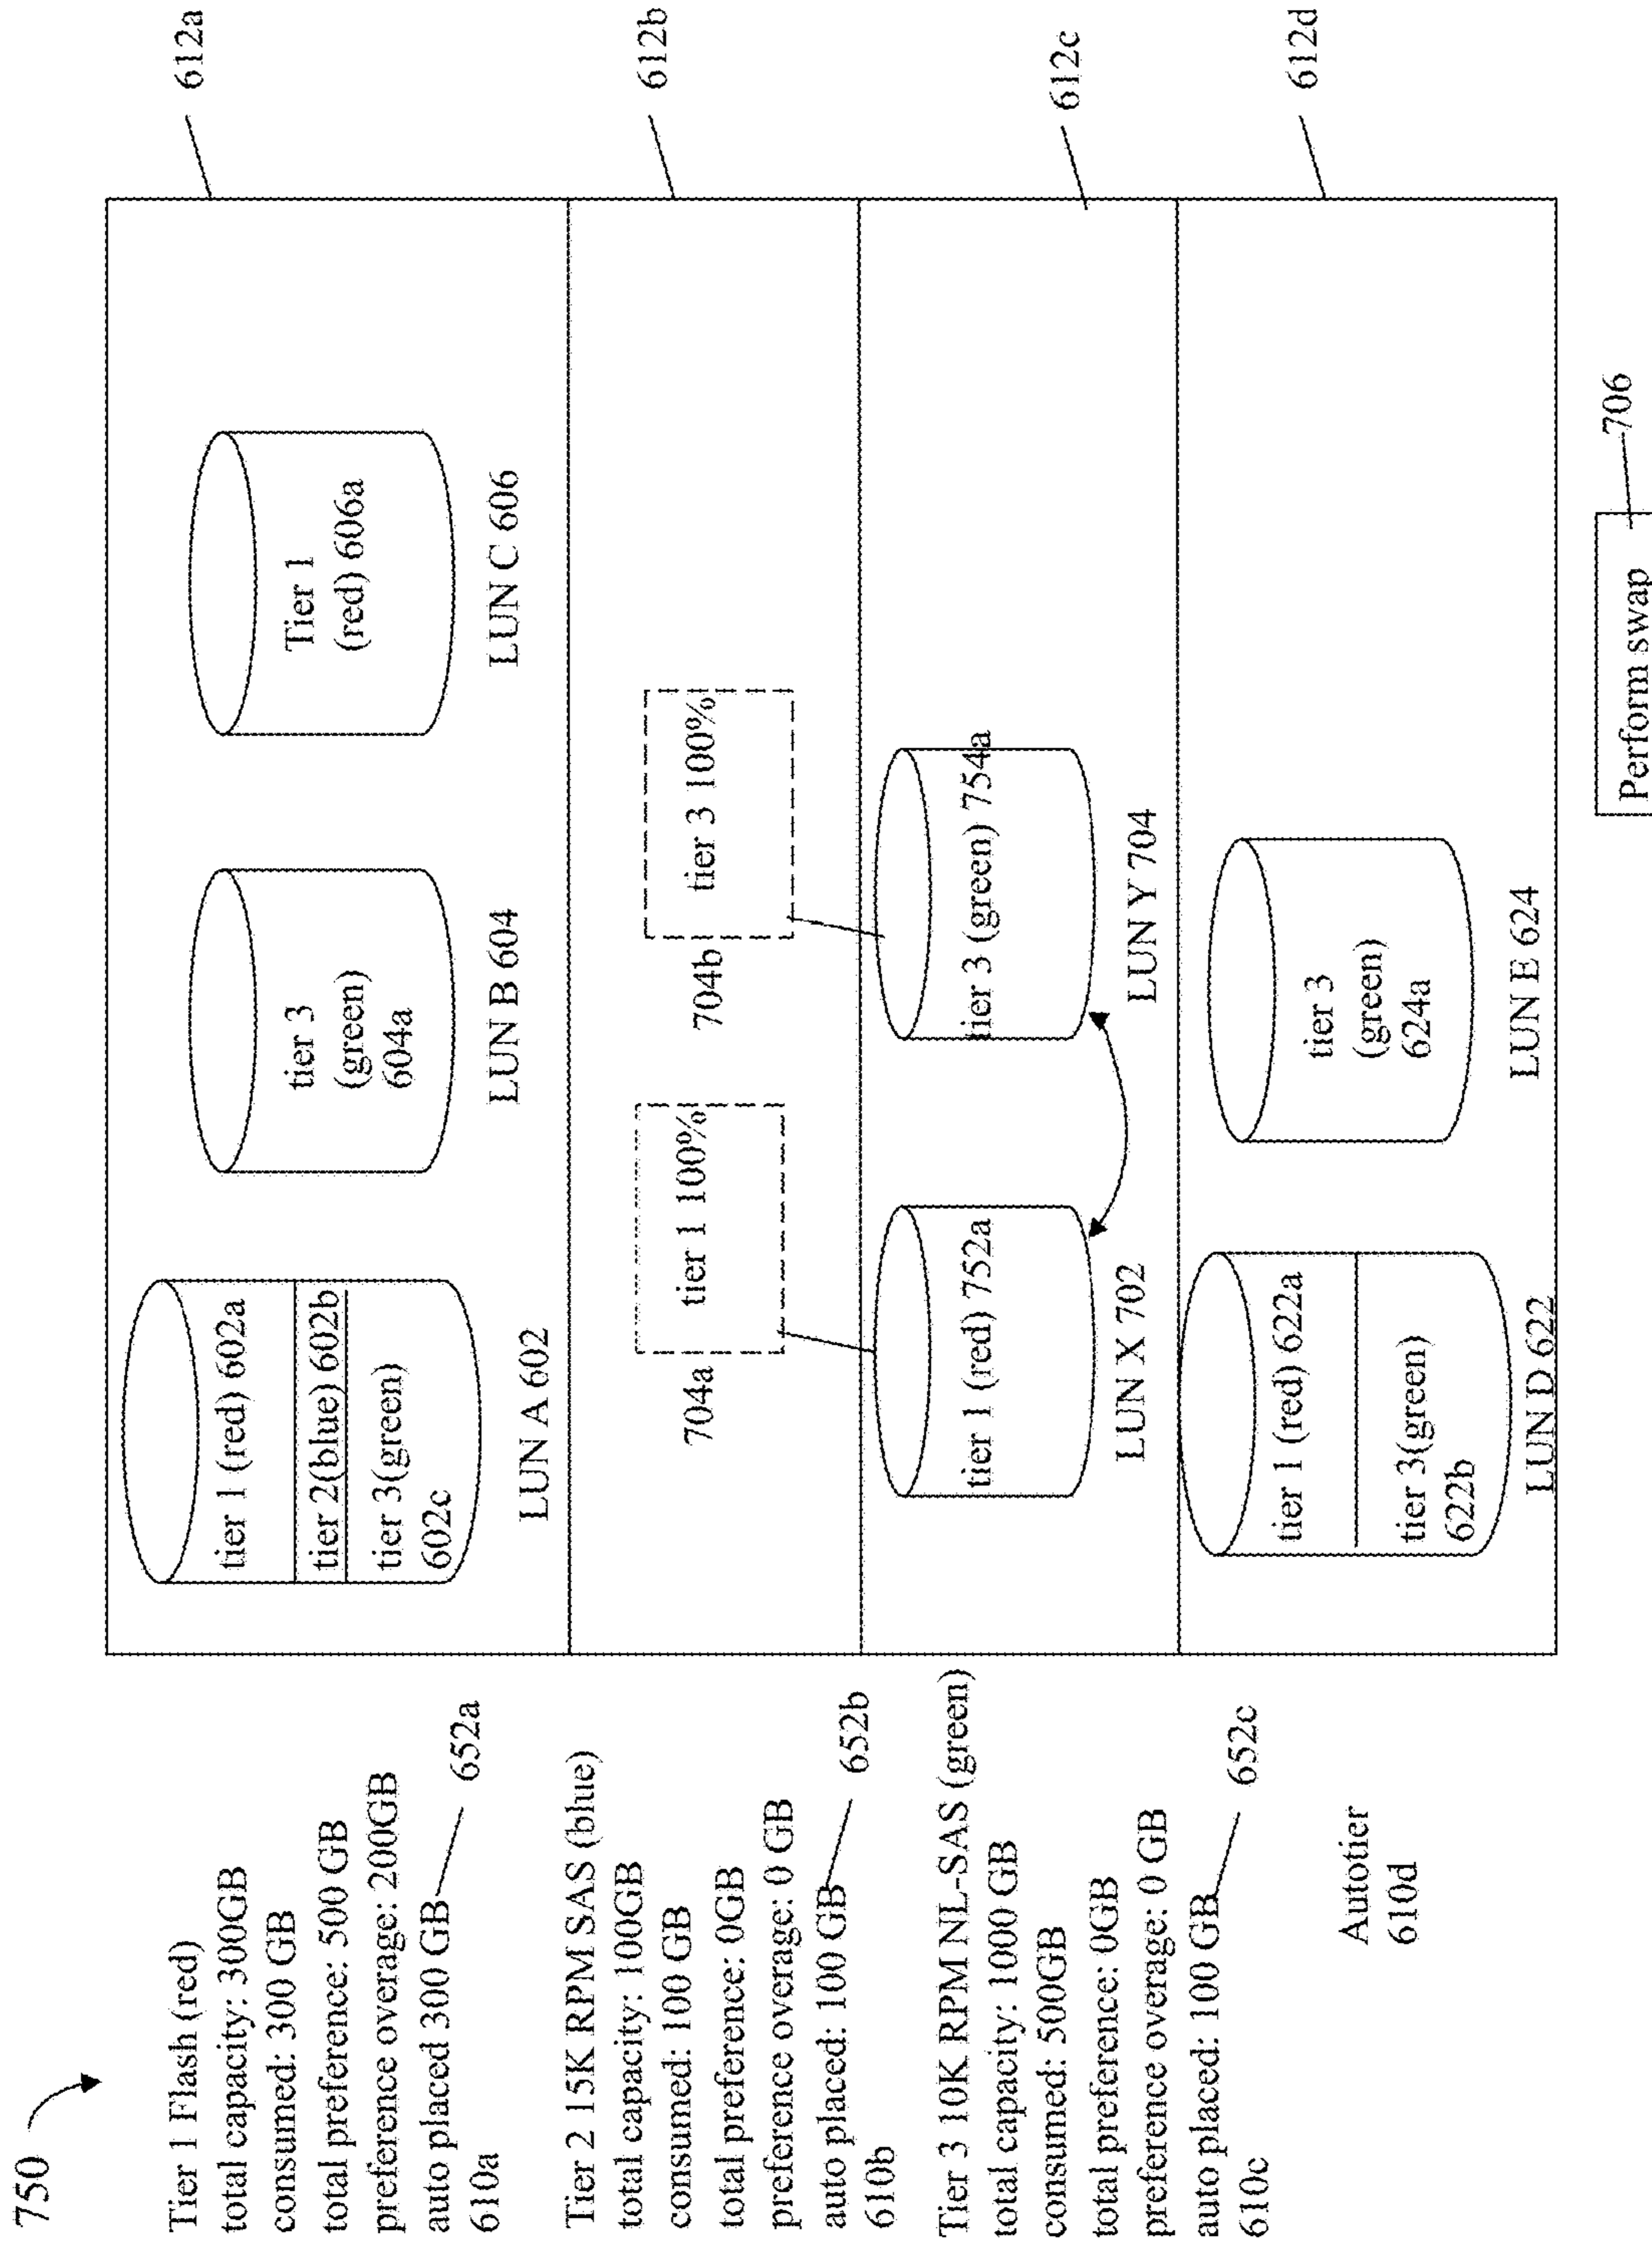 750
Tier 1 Flash (red)
total capacity: 300GB
consumed: 300 GB
total preference: 500 GB
preference overage: 200GB
auto placed 300 GB
652a
610a
Tier 2 15K RPM SAS (blue)
total capacity: 100GB
consumed: 100 GB
total preference: 0GB
preference overage: 0 GB
auto placed: 100 GB
652b
610b
Tier 3 10K RPM NL-SAS (green)
total capacity: 1000 GB
consumed: 500GB
total preference: 0GB
preference overage: 0 GB
auto placed: 100 GB
652c
610c
Autotier
610d
612a
tier 1 (red) 602a
tier 2(blue) 602b
tier 3(green)
602c
LUN A 602
tier 3
(green)
604a
LUN B 604
Tier 1
(red) 606a
LUN C 606
612b
704a
tier 1 100%
704b
tier 3 100%
612c
tier 1 (red) 752a
LUN X 702
tier 3 (green) 754a
LUN Y 704
612d
tier 1 (red) 622a
tier 3(green)
622b
LUN D 622
tier 3
(green)
624a
LUN E 624
Perform swap
706